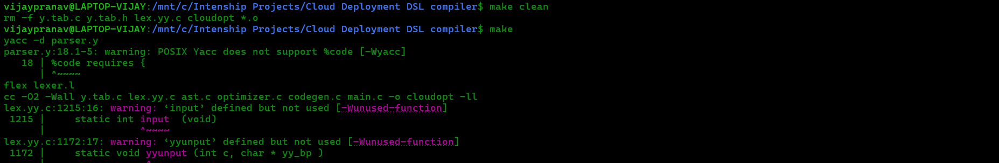 vijaypranav@LAPTOP-VIJAY:/mnt/c/Intenship Projects/Cloud Deployment DSL compiler$ make clean
rm -f y.tab.c y.tab.h lex.yy.c cloudopt *.o
vijaypranav@LAPTOP-VIJAY:/mnt/c/Intenship Projects/Cloud Deployment DSL compiler$ make
yacc -d parser.y
parser.y:18.1-5: warning: POSIX Yacc does not support %code [-Wyacc]
   18 | %code requires {
      | ^~~~~
flex lexer.l
cc -O2 -Wall y.tab.c lex.yy.c ast.c optimizer.c codegen.c main.c -o cloudopt -ll
lex.yy.c:1215:16: warning: ‘input’ defined but not used [-Wunused-function]
 1215 |     static int input  (void)
      |                ^~~~~
lex.yy.c:1172:17: warning: ‘yyunput’ defined but not used [-Wunused-function]
 1172 |     static void yyunput (int c, char * yy_bp )